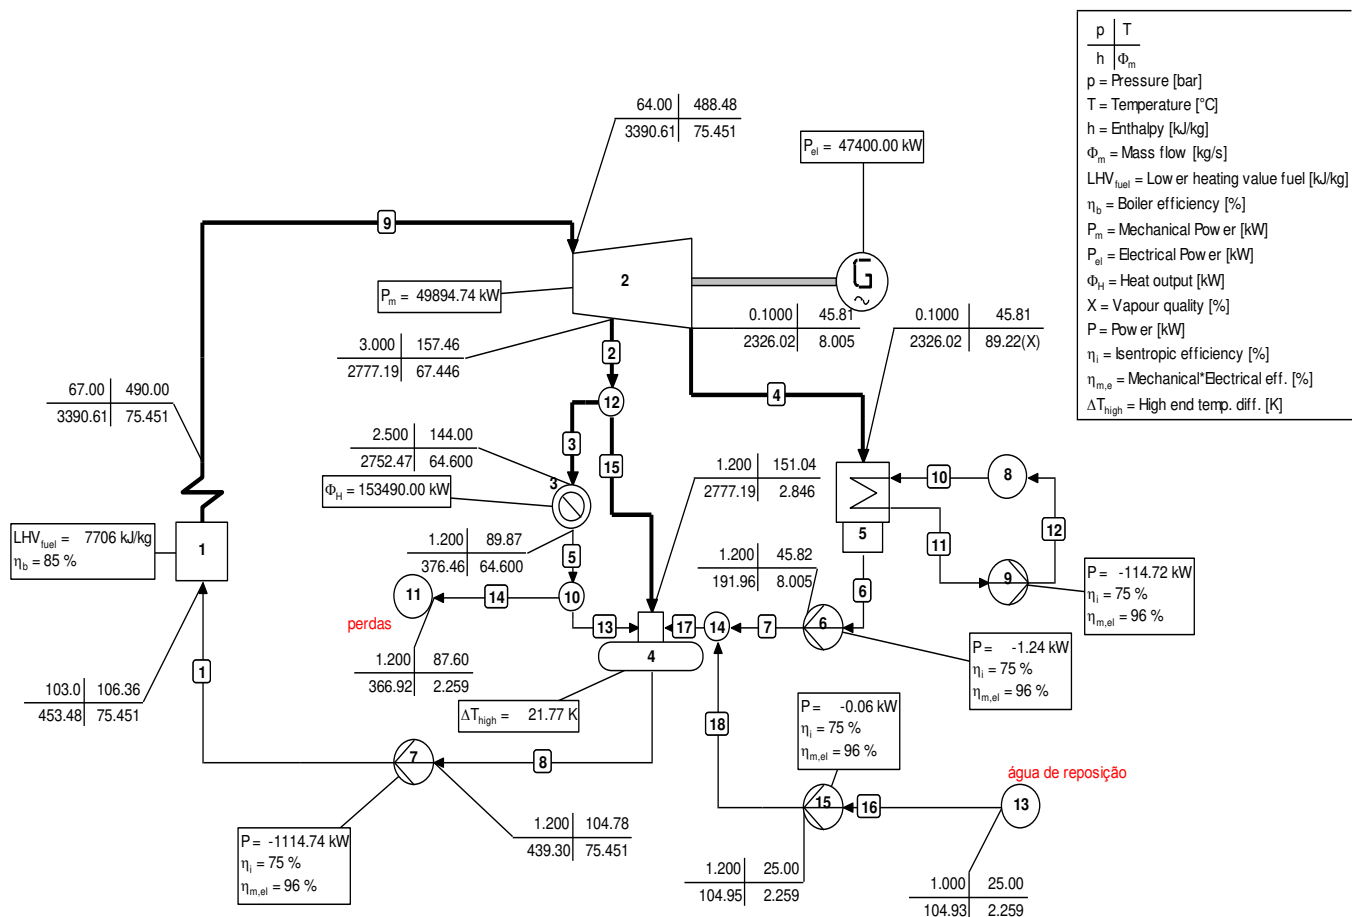 p T
h Φm
p = Pressure [bar]
T = Temperature [°C]
h = Enthalpy [kJ/kg]
Φm = Mass flow [kg/s]
LHVfuel = Lower heating value fuel [kJ/kg]
ηb = Boiler efficiency [%]
Pm = Mechanical Power [kW]
Pel = Electrical Power [kW]
ΦH = Heat output [kW]
X = Vapour quality [%]
P = Power [kW]
ηi = Isentropic efficiency [%]
ηm,e = Mechanical*Electrical eff. [%]
ΔThigh = High end temp. diff. [K]
64.00 488.48
3390.61 75.451
Pel = 47400.00 kW
9
2
G
Pm = 49894.74 kW
0.1000 45.81
2326.02 8.005
0.1000 45.81
2326.02 89.22(X)
3.000 157.46
2777.19 67.446
2
4
12
67.00 490.00
3390.61 75.451
2.500 144.00
2752.47 64.600
3
15
ΦH = 153490.00 kW
3
1.200 151.04
2777.19 2.846
10
8
5
11
12
LHVfuel = 7706 kJ/kg
ηb = 85 %
1
1.200 89.87
376.46 64.600
5
1.200 45.82
191.96 8.005
6
9
P = -114.72 kW
ηi = 75 %
ηm,el = 96 %
11
14
10
13
17
14
7
6
perdas
4
P = -1.24 kW
ηi = 75 %
ηm,el = 96 %
1.200 87.60
366.92 2.259
1
103.0 106.36
453.48 75.451
ΔThigh = 21.77 K
P = -0.06 kW
ηi = 75 %
ηm,el = 96 %
18
7
8
água de reposição
15
16
13
P = -1114.74 kW
ηi = 75 %
ηm,el = 96 %
1.200 104.78
439.30 75.451
1.200 25.00
104.95 2.259
1.000 25.00
104.93 2.259